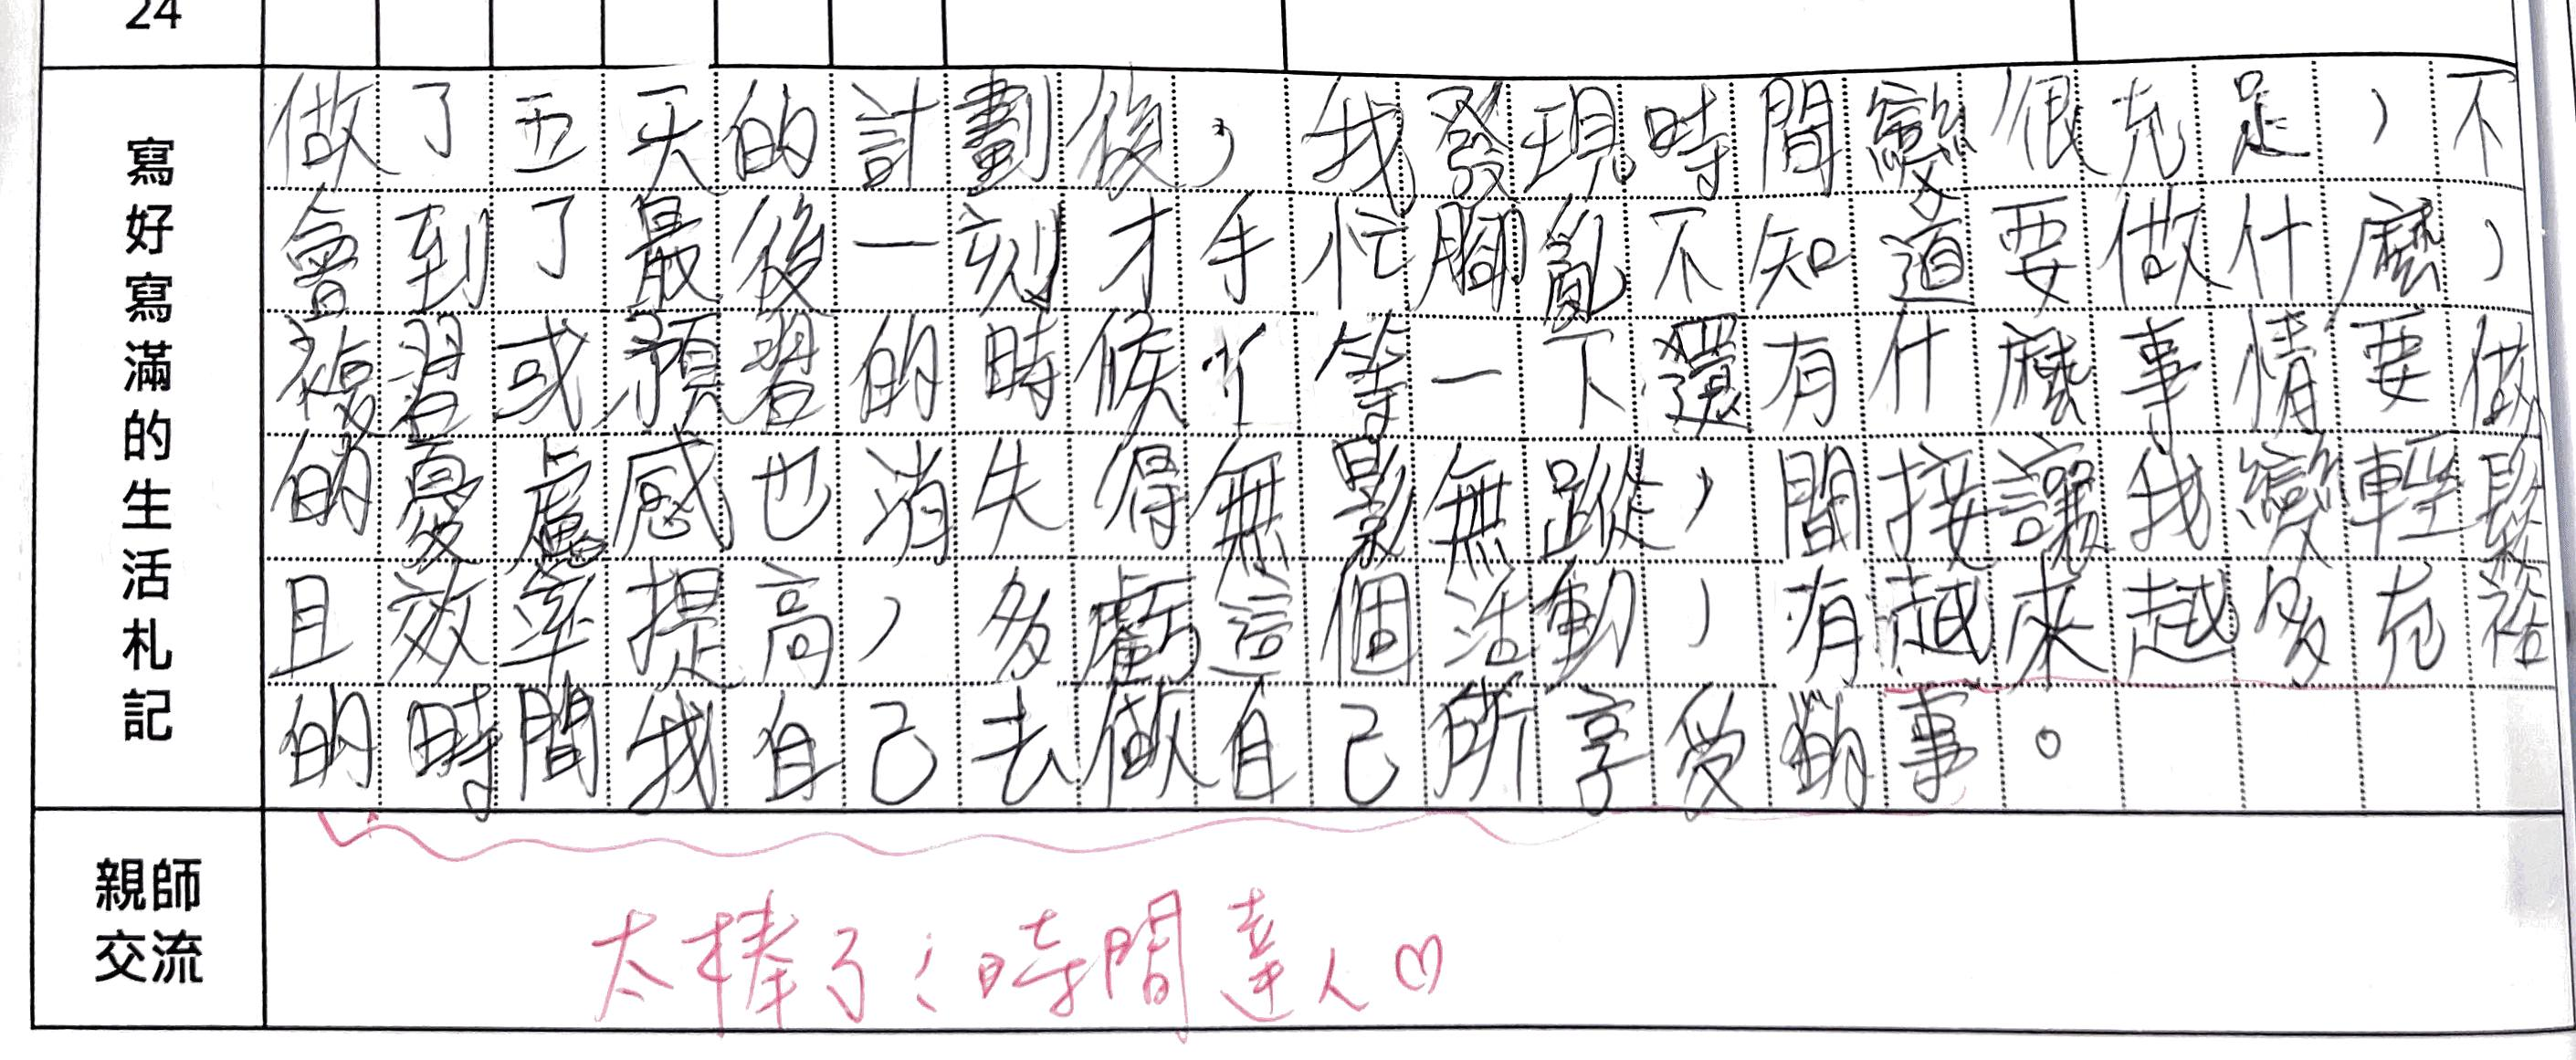 24
寫好寫滿的生活札記
做了五天的計劃後，我發現時間變很充足，不
會到了最後一刻才手忙腳亂不知道要做什麼，
複習或預習的時候，等一下還有什麼事情要做
的憂慮感也消失得無影無蹤，間接讓我變輕鬆
且效率提高，多虧這個活動，有越來越多充裕
的時間我自己去做自己所享受的事。
親師
交流
太棒了！時間達人♡